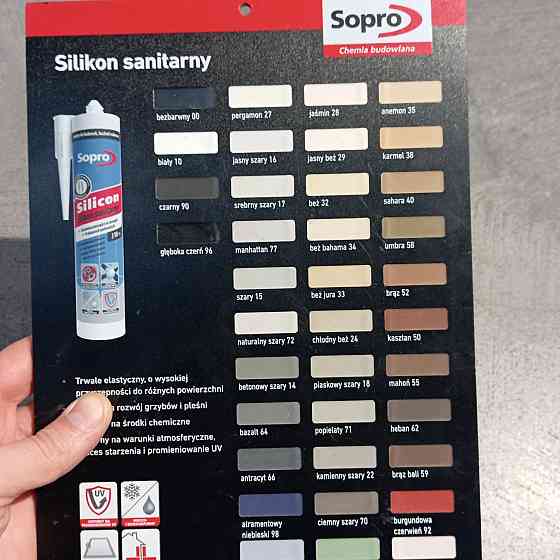 Sopro
Chemia budowlana
Silikon sanitarny
bezbarwny 00
pergamon 27
jaśmin 28
anemon 35
biały 10
jasny szary 16
jasny beż 29
karmel 38
czarny 90
srebrny szary 17
beż 32
sahara 40
głęboka czerń 96
manhattan 77
beż bahama 34
umbra 58
szary 15
beż jura 33
brąz 52
naturalny szary 72
chłodny beż 24
kasztan 50
betonowy szary 14
piaskowy szary 18
mahoń 55
bazalt 64
popielaty 71
heban 62
antracyt 66
kamienny szary 22
brąz bali 59
atramentowy
niebieski 98
ciemny szary 70
burgundowa
czerwień 92
Sopro
Silicon
Trwale elastyczny, o wysokiej
do różnych powierzchni
rozwój grzybów i pleśni
na środki chemiczne
na warunki atmosferyczne,
starzenia i promieniowanie UV
UV